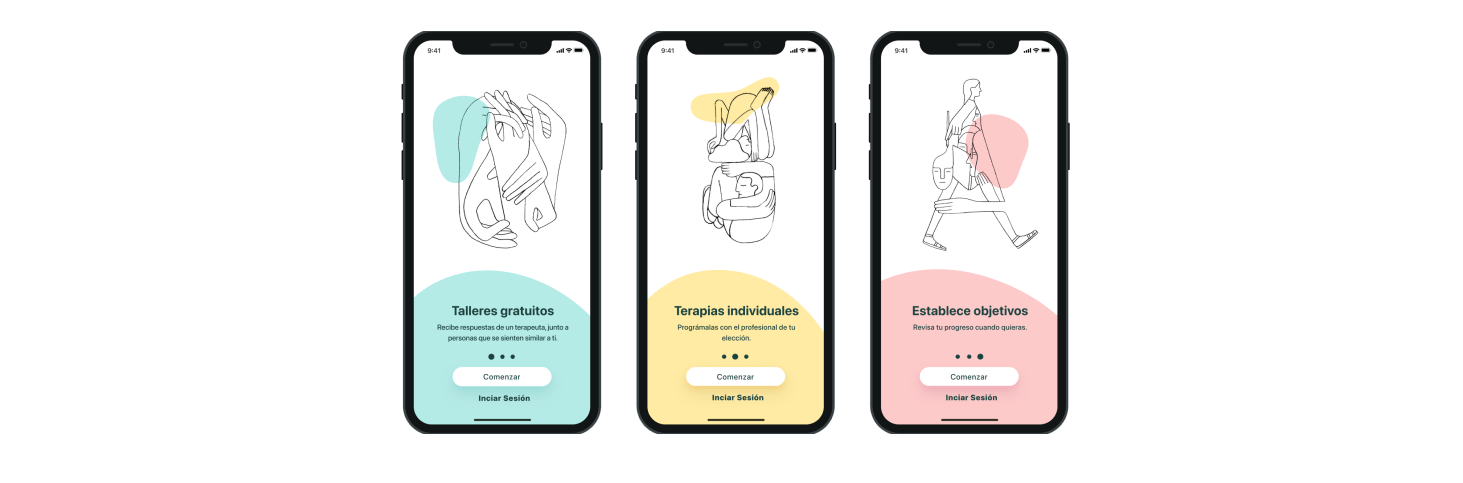 9:41
Talleres gratuitos
Recibe respuestas de un terapeuta, junto a
personas que se sienten similar a ti.
Comenzar
Inciar Sesión
9:41
Terapias individuales
Prográmalas con el profesional de tu
elección.
Comenzar
Inciar Sesión
9:41
Establece objetivos
Revisa tu progreso cuando quieras.
Comenzar
Inciar Sesión